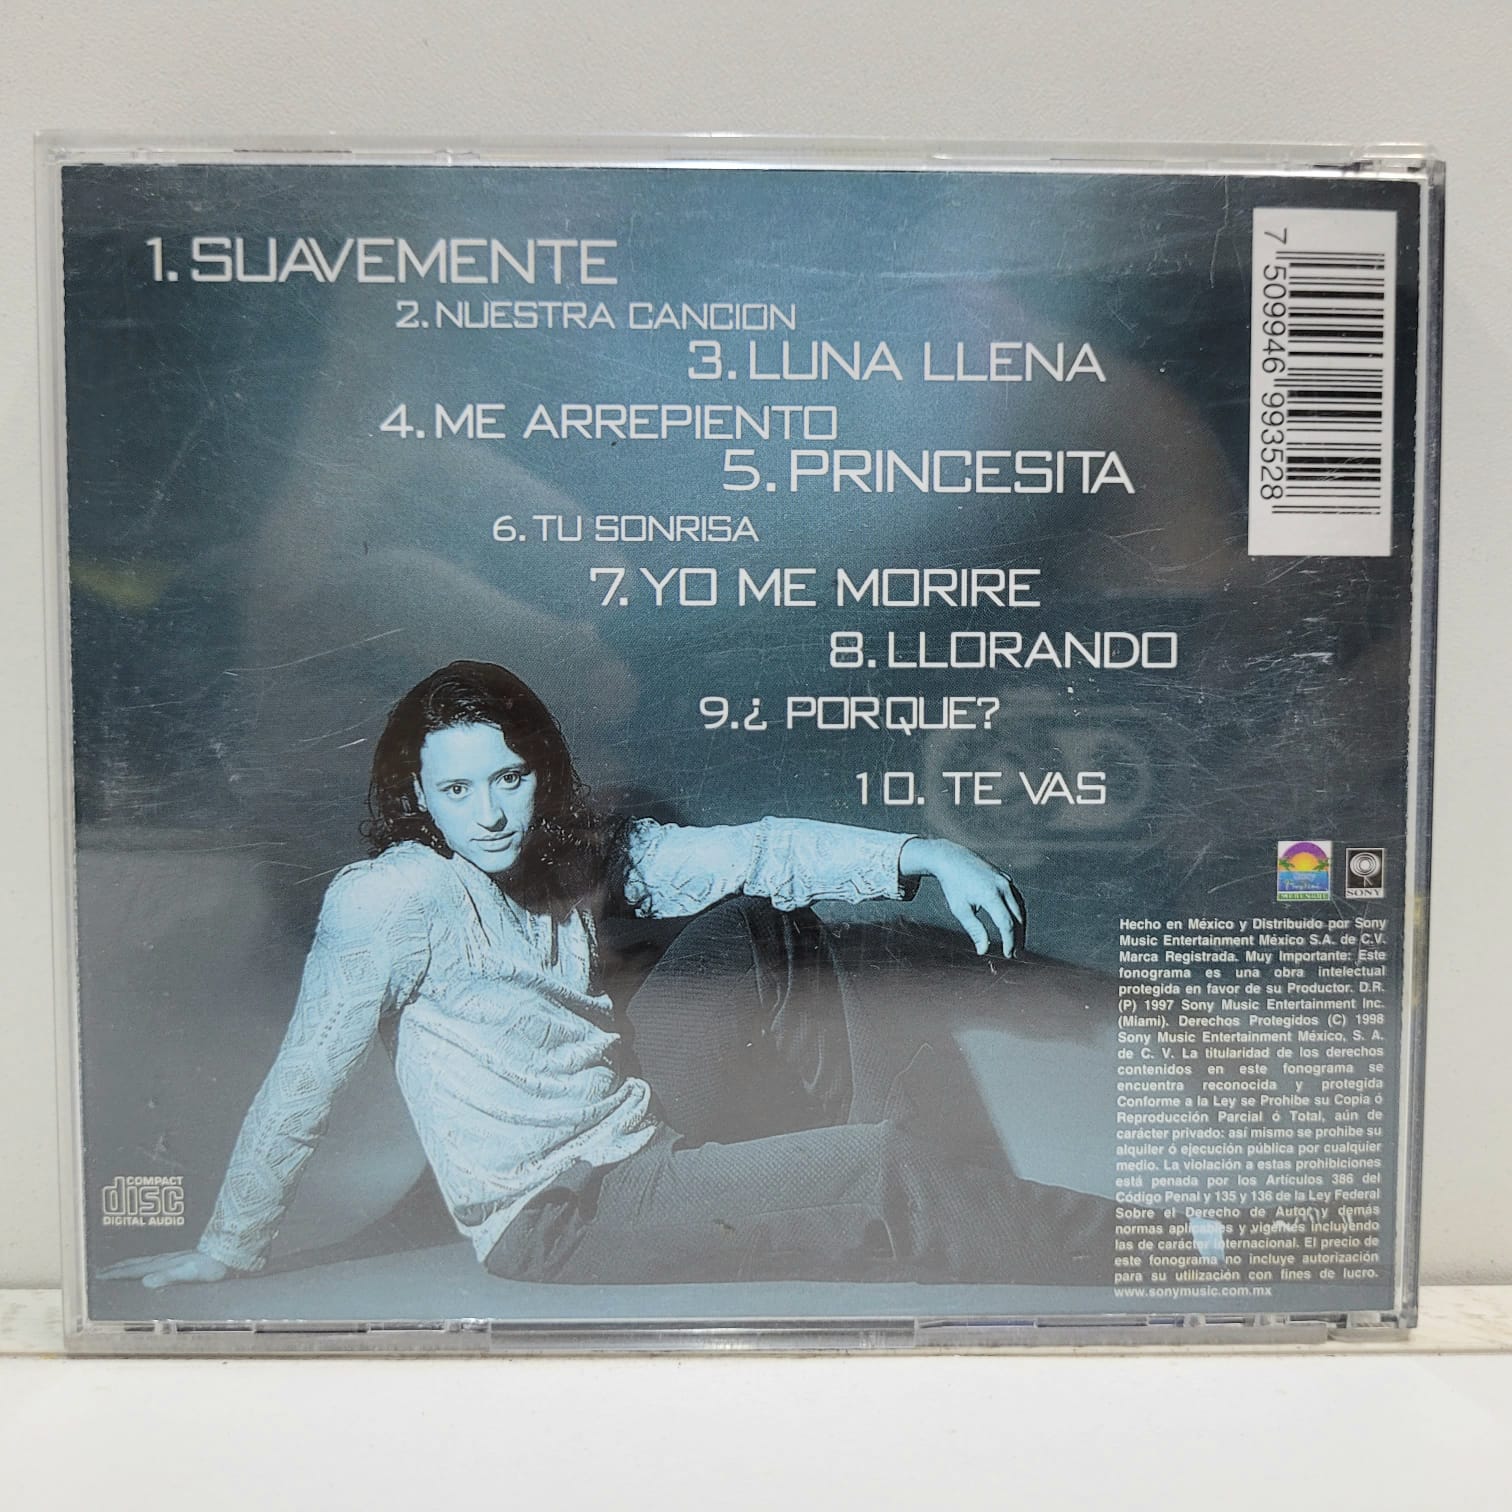 1. SUAVEMENTE
2. NUESTRA CANCION
3. LUNA LLENA
4. ME ARREPIENTO
5. PRINCESITA
6. TU SONRISA
7. YO ME MORIRE
8. LLORANDO
9. ¿ PORQUE?
10. TE VAS
7 509946 993528
Tropical
MERENGUE
SONY
Hecho en México y Distribuido por Sony
Music Entertainment México S.A. de C.V.
Marca Registrada. Muy Importante: Este
fonograma es una obra intelectual
protegida en favor de su Productor. D.R.
(P) 1997 Sony Music Entertainment Inc.
(Miami). Derechos Protegidos (C) 1998
Sony Music Entertainment México, S. A.
de C. V. La titularidad de los derechos
contenidos en este fonograma se
encuentra reconocida y protegida
Conforme a la Ley se Prohibe su Copia ó
Reproducción Parcial ó Total, aún de
carácter privado: así mismo se prohibe su
alquiler ó ejecución pública por cualquier
medio. La violación a estas prohibiciones
está penada por los Artículos 386 del
Código Penal y 135 y 136 de la Ley Federal
Sobre el Derecho de Autor y demás
normas aplicables y vigentes incluyendo
las de carácter internacional. El precio de
este fonograma no incluye autorización
para su utilización con fines de lucro.
www.sonymusic.com.mx
COMPACT
disc
DIGITAL AUDIO